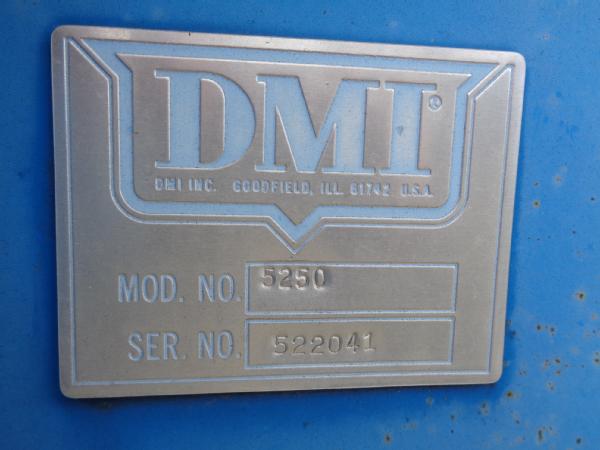 DMI®
DMI INC. GOODFIELD, ILL. 61742 U.S.A.
MOD. NO. 5250
SER. NO. 522041